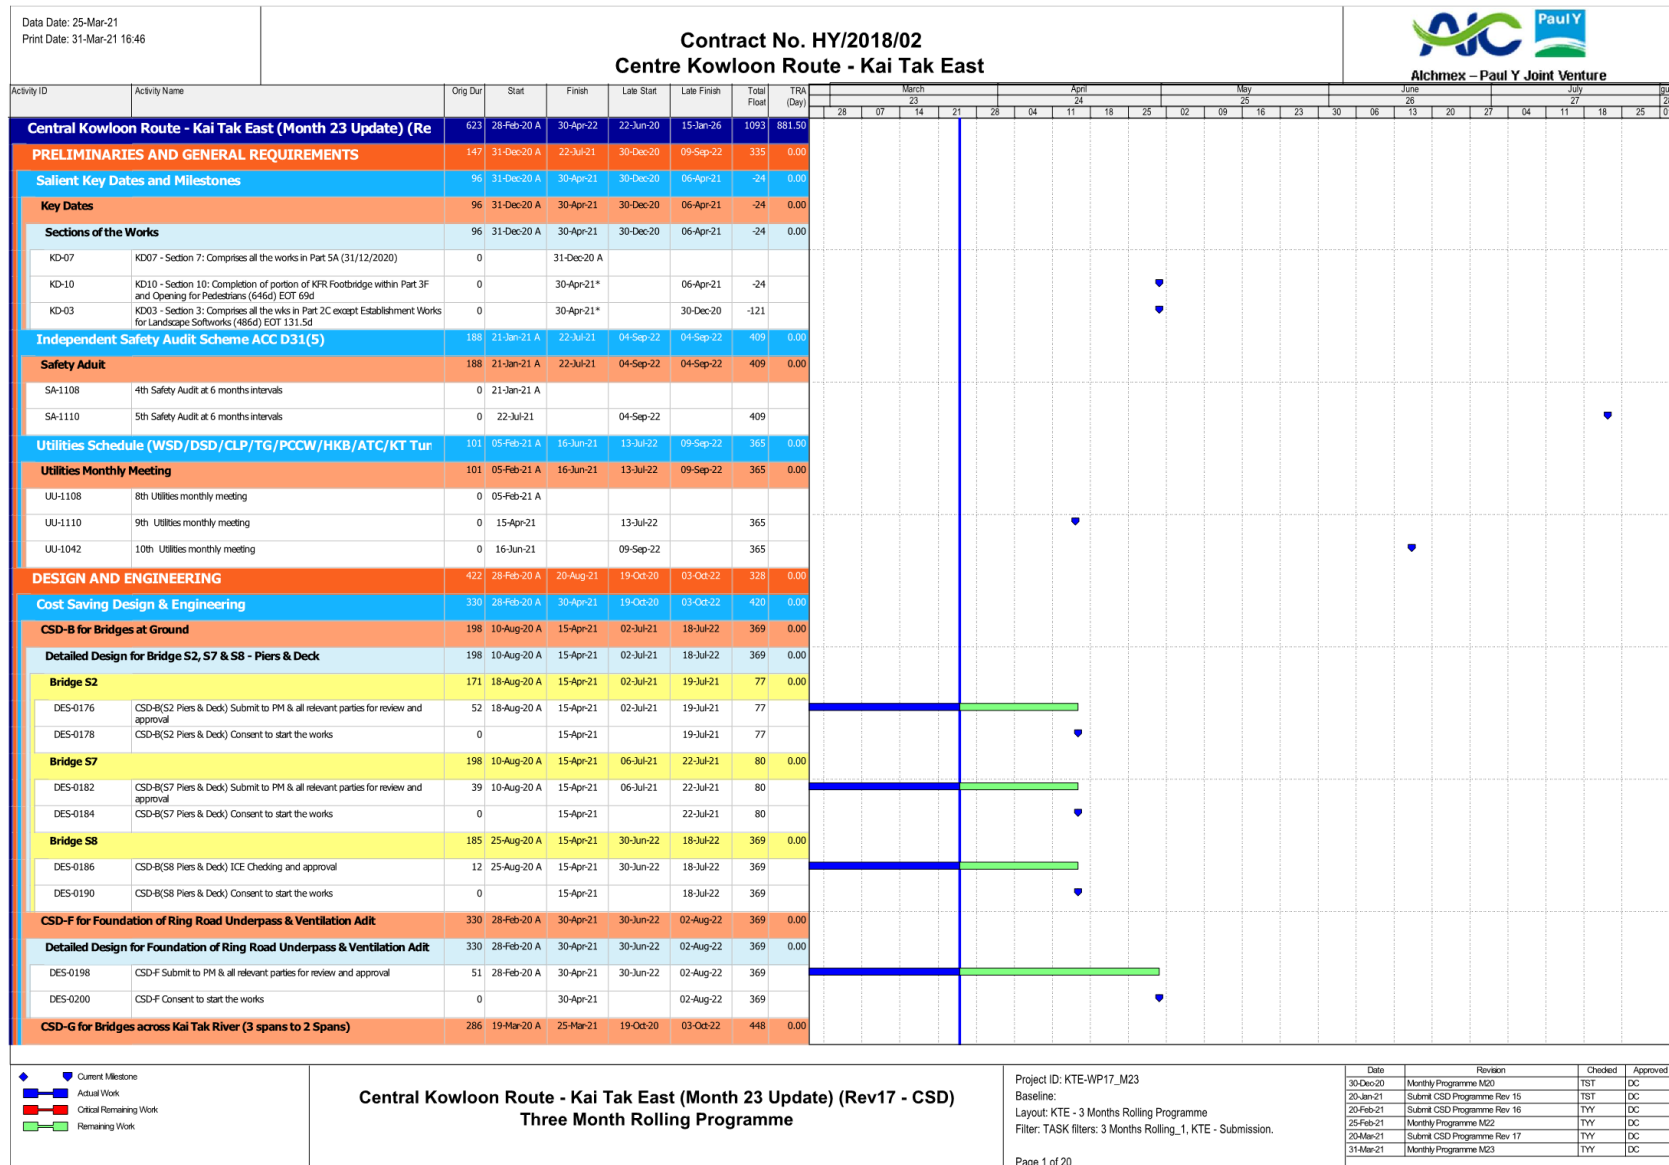 Data Date: 25-Mar-21
Print Date: 31-Mar-21 16:46
Contract No. HY/2018/02
Centre Kowloon Route - Kai Tak East
AJC
Paul Y
Alchmex – Paul Y Joint Venture
Activity ID Activity Name Orig Dur Start Finish Late Start Late Finish Total Float TRA (Day) March April May June July
23 24 25 26 27
28 07 14 21 28 04 11 18 25 02 09 16 23 30 06 13 20 27 04 11 18 25
Central Kowloon Route - Kai Tak East (Month 23 Update) (Re 623 28-Feb-20 A 30-Apr-22 22-Jun-20 15-Jan-26 1093 881.50
PRELIMINARIES AND GENERAL REQUIREMENTS 147 31-Dec-20 A 22-Jul-21 30-Dec-20 09-Sep-22 335 0.00
Salient Key Dates and Milestones 96 31-Dec-20 A 30-Apr-21 30-Dec-20 06-Apr-21 -24 0.00
Key Dates 96 31-Dec-20 A 30-Apr-21 30-Dec-20 06-Apr-21 -24 0.00
Sections of the Works 96 31-Dec-20 A 30-Apr-21 30-Dec-20 06-Apr-21 -24 0.00
KD-07 KD07 - Section 7: Comprises all the works in Part 5A (31/12/2020) 0 31-Dec-20 A
KD-10 KD10 - Section 10: Completion of portion of KFR Footbridge within Part 3F and Opening for Pedestrians (646d) EOT 69d 0 30-Apr-21* 06-Apr-21 -24
KD-03 KD03 - Section 3: Comprises all the wks in Part 2C except Establishment Works for Landscape Softworks (486d) EOT 131.5d 0 30-Apr-21* 30-Dec-20 -121
Independent Safety Audit Scheme ACC D31(5) 188 21-Jan-21 A 22-Jul-21 04-Sep-22 04-Sep-22 409 0.00
Safety Aduit 188 21-Jan-21 A 22-Jul-21 04-Sep-22 04-Sep-22 409 0.00
SA-1108 4th Safety Audit at 6 months intervals 0 21-Jan-21 A
SA-1110 5th Safety Audit at 6 months intervals 0 22-Jul-21 04-Sep-22 409
Utilities Schedule (WSD/DSD/CLP/TG/PCCW/HKB/ATC/KT Tur 101 05-Feb-21 A 16-Jun-21 13-Jul-22 09-Sep-22 365 0.00
Utilities Monthly Meeting 101 05-Feb-21 A 16-Jun-21 13-Jul-22 09-Sep-22 365 0.00
UU-1108 8th Utilities monthly meeting 0 05-Feb-21 A
UU-1110 9th Utilities monthly meeting 0 15-Apr-21 13-Jul-22 365
UU-1042 10th Utilities monthly meeting 0 16-Jun-21 09-Sep-22 365
DESIGN AND ENGINEERING 422 28-Feb-20 A 20-Aug-21 19-Oct-20 03-Oct-22 328 0.00
Cost Saving Design & Engineering 330 28-Feb-20 A 30-Apr-21 19-Oct-20 03-Oct-22 420 0.00
CSD-B for Bridges at Ground 198 10-Aug-20 A 15-Apr-21 02-Jul-21 18-Jul-22 369 0.00
Detailed Design for Bridge S2, S7 & S8 - Piers & Deck 198 10-Aug-20 A 15-Apr-21 02-Jul-21 18-Jul-22 369 0.00
Bridge S2 171 18-Aug-20 A 15-Apr-21 02-Jul-21 19-Jul-21 77 0.00
DES-0176 CSD-B(S2 Piers & Deck) Submit to PM & all relevant parties for review and approval 52 18-Aug-20 A 15-Apr-21 02-Jul-21 19-Jul-21 77
DES-0178 CSD-B(S2 Piers & Deck) Consent to start the works 0 15-Apr-21 19-Jul-21 77
Bridge S7 198 10-Aug-20 A 15-Apr-21 06-Jul-21 22-Jul-21 80 0.00
DES-0182 CSD-B(S7 Piers & Deck) Submit to PM & all relevant parties for review and approval 39 10-Aug-20 A 15-Apr-21 06-Jul-21 22-Jul-21 80
DES-0184 CSD-B(S7 Piers & Deck) Consent to start the works 0 15-Apr-21 22-Jul-21 80
Bridge S8 185 25-Aug-20 A 15-Apr-21 30-Jun-22 18-Jul-22 369 0.00
DES-0186 CSD-B(S8 Piers & Deck) ICE Checking and approval 12 25-Aug-20 A 15-Apr-21 30-Jun-22 18-Jul-22 369
DES-0190 CSD-B(S8 Piers & Deck) Consent to start the works 0 15-Apr-21 18-Jul-22 369
CSD-F for Foundation of Ring Road Underpass & Ventilation Adit 330 28-Feb-20 A 30-Apr-21 30-Jun-22 02-Aug-22 369 0.00
Detailed Design for Foundation of Ring Road Underpass & Ventilation Adit 330 28-Feb-20 A 30-Apr-21 30-Jun-22 02-Aug-22 369 0.00
DES-0198 CSD-F Submit to PM & all relevant parties for review and approval 51 28-Feb-20 A 30-Apr-21 30-Jun-22 02-Aug-22 369
DES-0200 CSD-F Consent to start the works 0 30-Apr-21 02-Aug-22 369
CSD-G for Bridges across Kai Tak River (3 spans to 2 Spans) 286 19-Mar-20 A 25-Mar-21 19-Oct-20 03-Oct-22 448 0.00
Current Milestone
Actual Work
Critical Remaining Work
Remaining Work
Central Kowloon Route - Kai Tak East (Month 23 Update) (Rev17 - CSD)
Three Month Rolling Programme
Project ID: KTE-WP17_M23
Baseline:
Layout: KTE - 3 Months Rolling Programme
Filter: TASK filters: 3 Months Rolling_1, KTE - Submission.
Page 1 of 20
Date Revision Checked Approved
30-Dec-20 Monthly Programme M20 TST DC
20-Jan-21 Submit CSD Programme Rev 15 TST DC
20-Feb-21 Submit CSD Programme Rev 16 TYY DC
25-Feb-21 Monthly Programme M22 TYY DC
20-Mar-21 Submit CSD Programme Rev 17 TYY DC
31-Mar-21 Monthly Programme M23 TYY DC